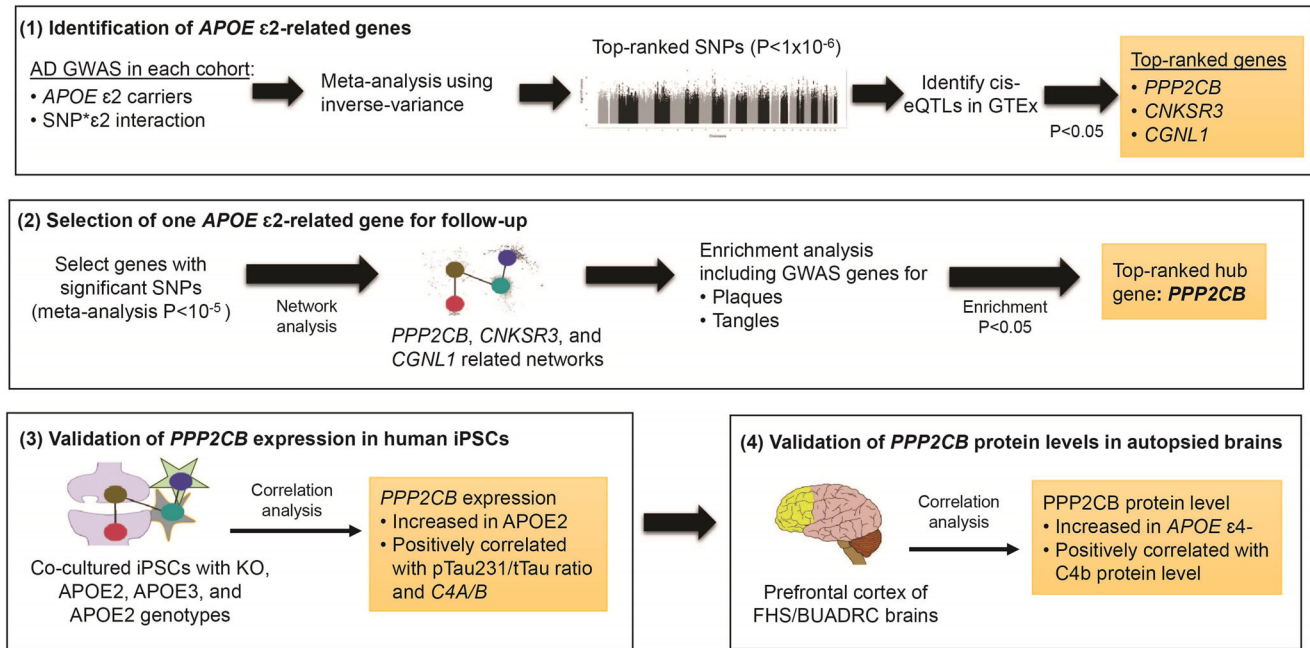 (1) Identification of APOE ε2-related genes
AD GWAS in each cohort:
• APOE ε2 carriers
• SNP*ε2 interaction
Meta-analysis using
inverse-variance
Top-ranked SNPs (P<1x10⁻⁶)
Identify cis-
eQTLs in GTEx
P<0.05
Top-ranked genes
• PPP2CB
• CNKSR3
• CGNL1
(2) Selection of one APOE ε2-related gene for follow-up
Select genes with
significant SNPs
(meta-analysis P<10⁻⁵)
Network
analysis
PPP2CB, CNKSR3, and
CGNL1 related networks
Enrichment analysis
including GWAS genes for
• Plaques
• Tangles
Enrichment
P<0.05
Top-ranked hub
gene: PPP2CB
(3) Validation of PPP2CB expression in human iPSCs
Co-cultured iPSCs with KO,
APOE2, APOE3, and
APOE2 genotypes
Correlation
analysis
PPP2CB expression
• Increased in APOE2
• Positively correlated
with pTau231/tTau ratio
and C4A/B
(4) Validation of PPP2CB protein levels in autopsied brains
Prefrontal cortex of
FHS/BUADRC brains
Correlation
analysis
PPP2CB protein level
• Increased in APOE ε4-
• Positively correlated with
C4b protein level